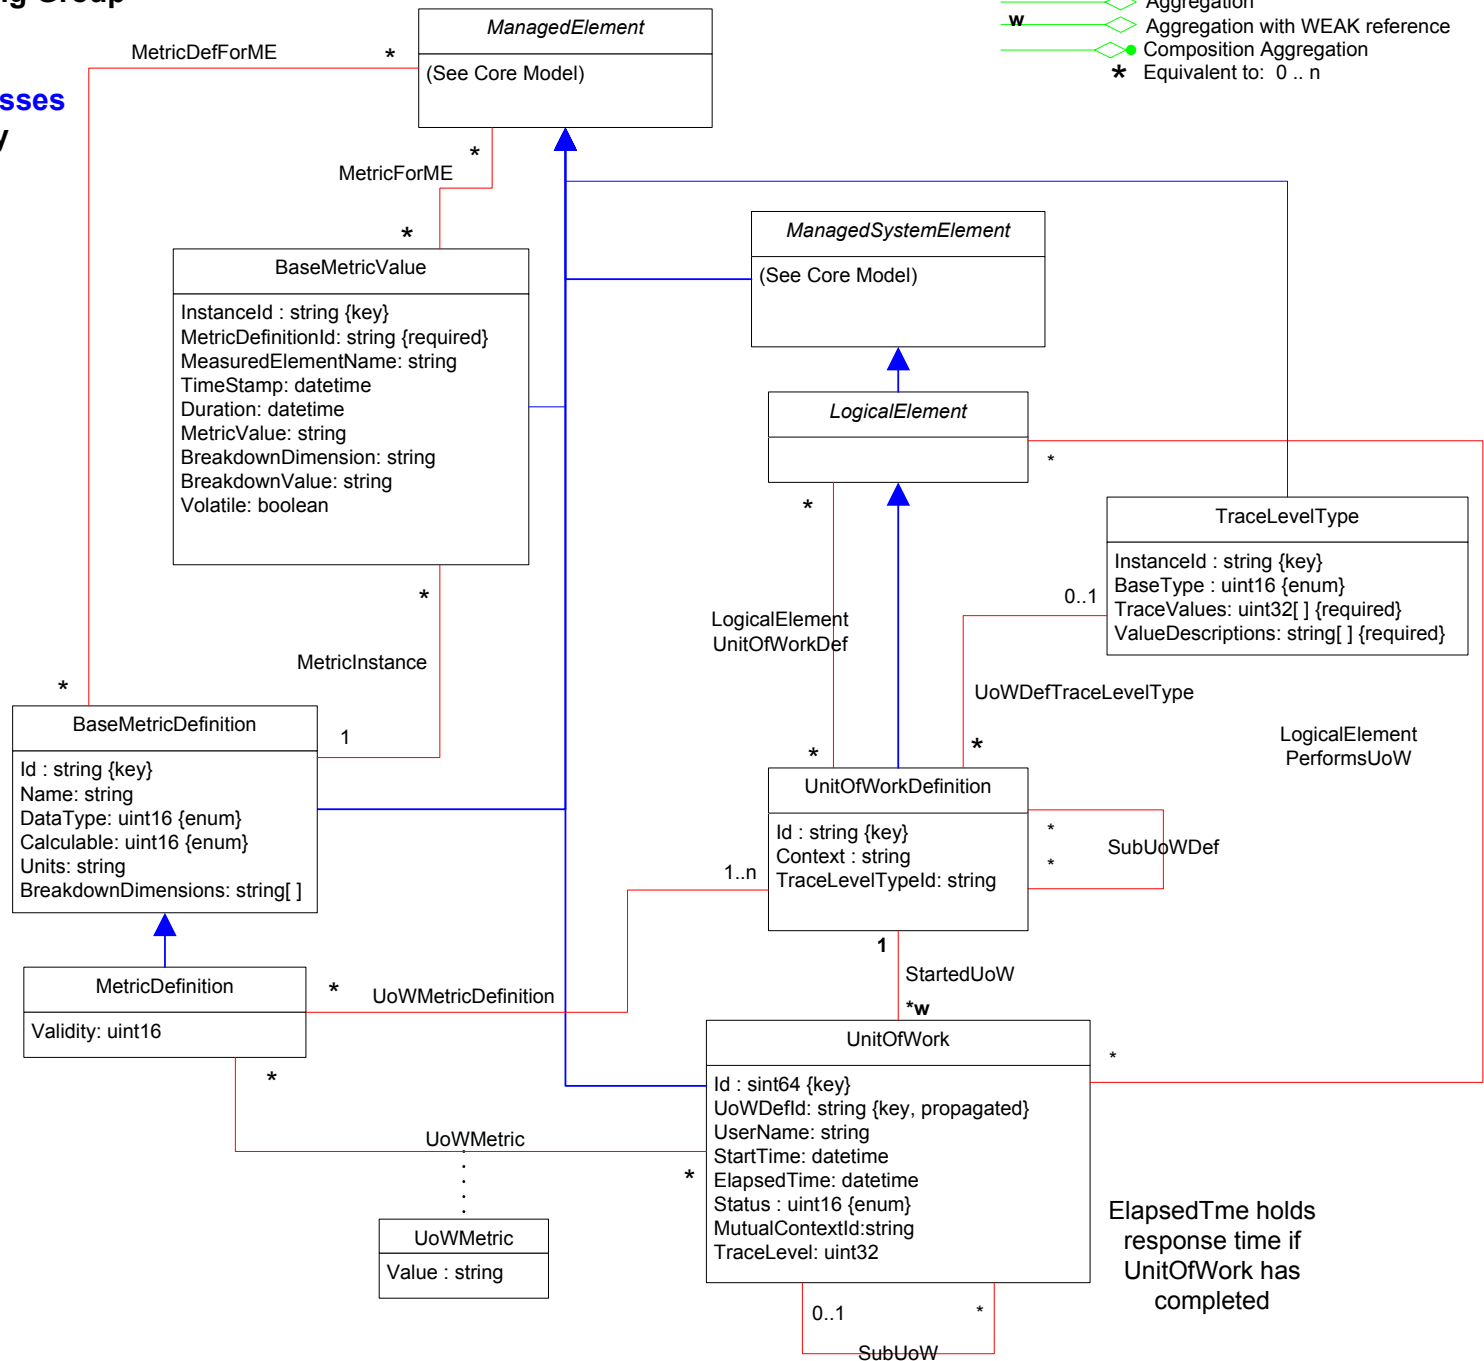 ng Group
sses
y
Aggregation
w
Aggregation with WEAK reference
Composition Aggregation
* Equivalent to: 0 .. n
ManagedElement
(See Core Model)
MetricDefForME
*
*
MetricForME
*
BaseMetricValue
InstanceId : string {key}
MetricDefinitionId: string {required}
MeasuredElementName: string
TimeStamp: datetime
Duration: datetime
MetricValue: string
BreakdownDimension: string
BreakdownValue: string
Volatile: boolean
ManagedSystemElement
(See Core Model)
LogicalElement
*
*
TraceLevelType
InstanceId : string {key}
BaseType : uint16 {enum}
TraceValues: uint32[ ] {required}
ValueDescriptions: string[ ] {required}
0..1
*
LogicalElement
UnitOfWorkDef
MetricInstance
UoWDefTraceLevelType
*
LogicalElement
PerformsUoW
BaseMetricDefinition
Id : string {key}
Name: string
DataType: uint16 {enum}
Calculable: uint16 {enum}
Units: string
BreakdownDimensions: string[ ]
1
*
*
UnitOfWorkDefinition
Id : string {key}
Context : string
TraceLevelTypeId: string
*
*
SubUoWDef
1..n
1
StartedUoW
*w
MetricDefinition
Validity: uint16
*
UoWMetricDefinition
*
UnitOfWork
Id : sint64 {key}
UoWDefId: string {key, propagated}
UserName: string
StartTime: datetime
ElapsedTime: datetime
Status : uint16 {enum}
MutualContextId:string
TraceLevel: uint32
*
UoWMetric
*
UoWMetric
Value : string
ElapsedTme holds
response time if
UnitOfWork has
completed
0..1
*
SubUoW